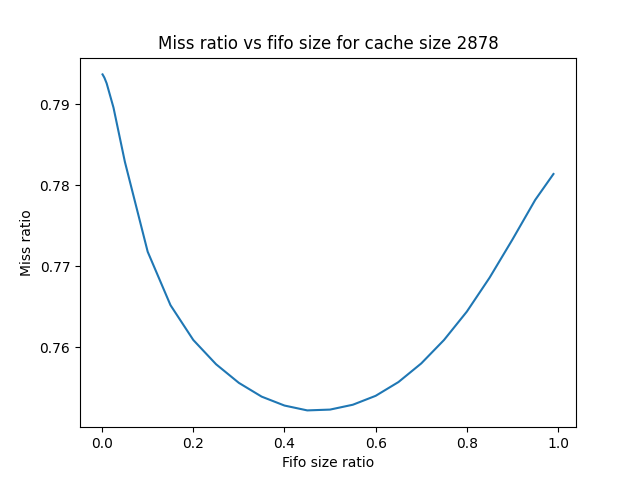 Miss ratio vs fifo size for cache size 2878
Miss ratio
0.79
0.78
0.77
0.76
0.0 0.2 0.4 0.6 0.8 1.0
Fifo size ratio